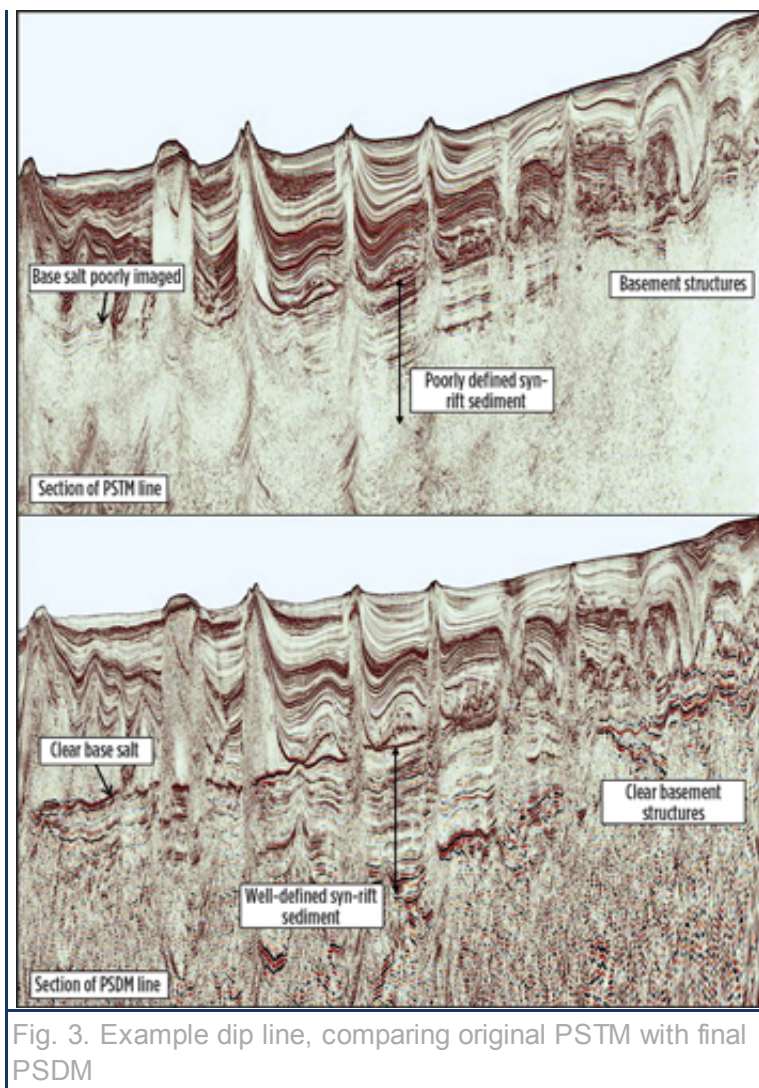 Base salt poorly imaged
Basement structures
Poorly defined syn-
rift sediment
Section of PSTM line
Clear base salt
Clear basement
structures
Well-defined syn-rift
sediment
Section of PSDM line
Fig. 3. Example dip line, comparing original PSTM with final
PSDM